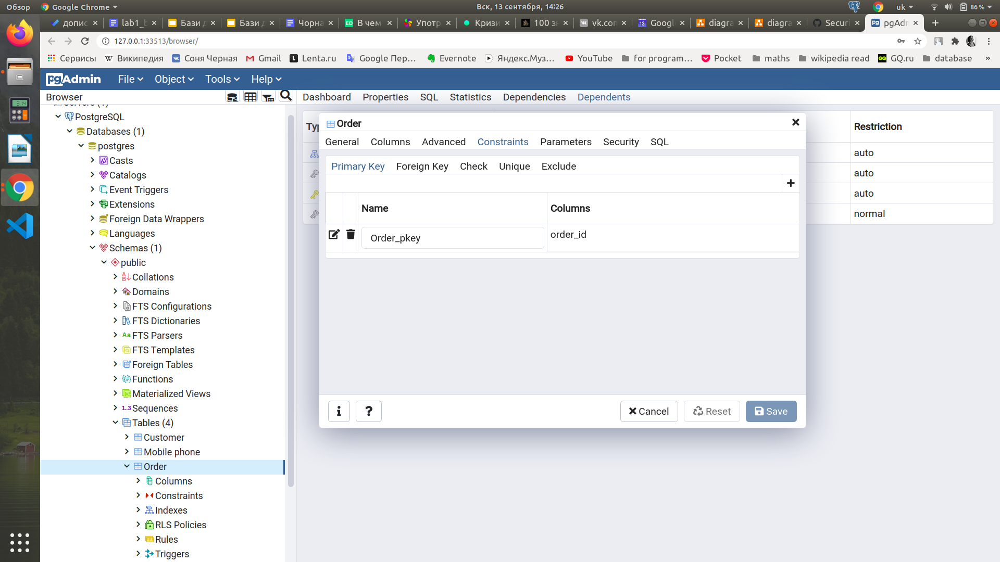 Обзор Google Chrome Вск, 13 сентября, 14:26 uk 86 %
допис lab1_b Бази д Бази д Чорна В чем Употр Кризи 100 зн vk.com Google diagra diagra Securi pgAdm
127.0.0.1:33513/browser/
Сервисы Википедия Соня Черная Gmail Lenta.ru Google Пер... Evernote Яндекс.Муз... YouTube for program... Pocket maths wikipedia read GQ.ru database »
pgAdmin File Object Tools Help
Browser Dashboard Properties SQL Statistics Dependencies Dependents
PostgreSQL
Databases (1)
postgres
Casts
Catalogs
Event Triggers
Extensions
Foreign Data Wrappers
Languages
Schemas (1)
public
Collations
Domains
FTS Configurations
FTS Dictionaries
FTS Parsers
FTS Templates
Foreign Tables
Functions
Materialized Views
1..3 Sequences
Tables (4)
Customer
Mobile phone
Order
Columns
Constraints
Indexes
RLS Policies
Rules
Triggers
Restriction
auto
auto
auto
normal
Order
General Columns Advanced Constraints Parameters Security SQL
Primary Key Foreign Key Check Unique Exclude
Name Columns
Order_pkey order_id
i ? Cancel Reset Save